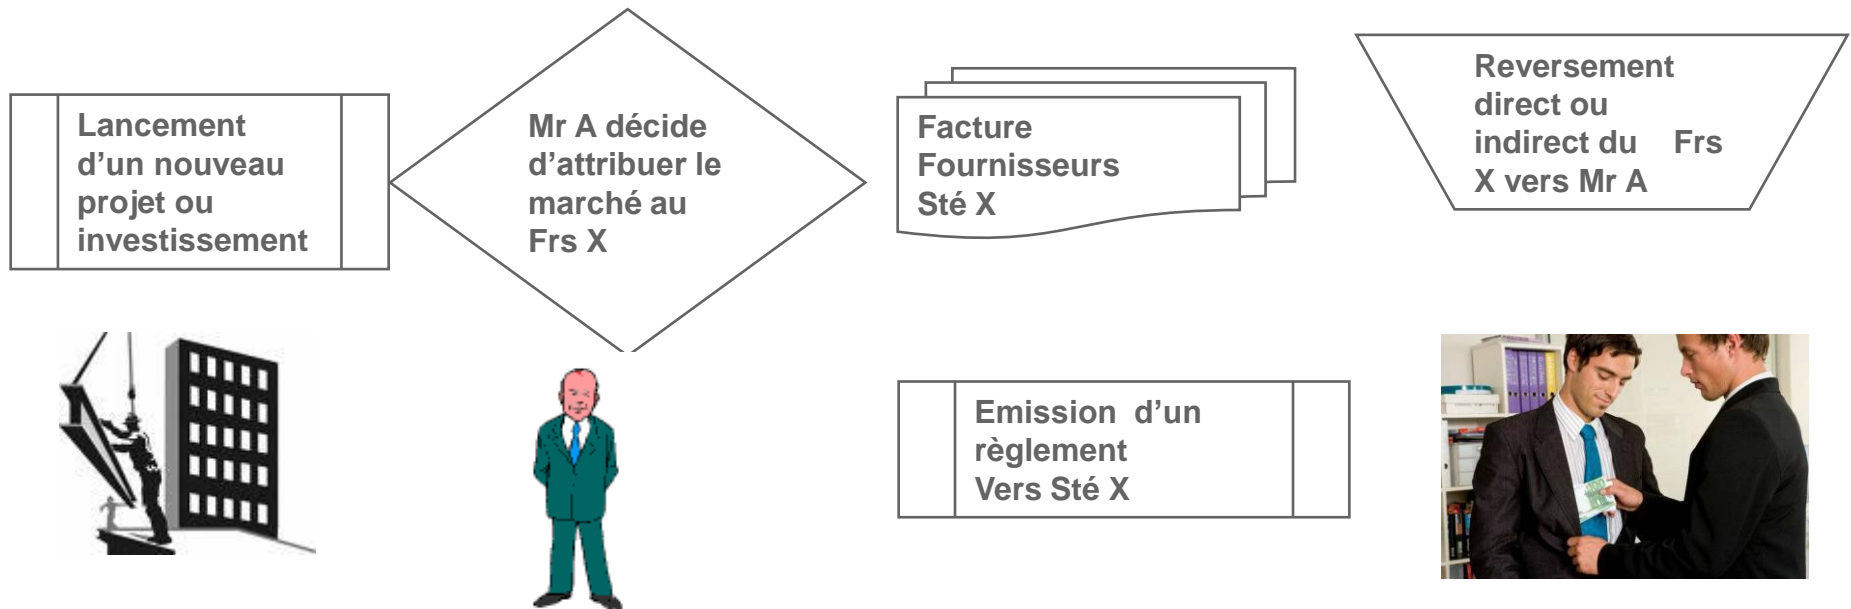 Lancement
d’un nouveau
projet ou
investissement
Mr A décide
d’attribuer le
marché au
Frs X
Facture
Fournisseurs
Sté X
Reversement
direct ou
indirect du Frs
X vers Mr A
Emission d’un
règlement
Vers Sté X